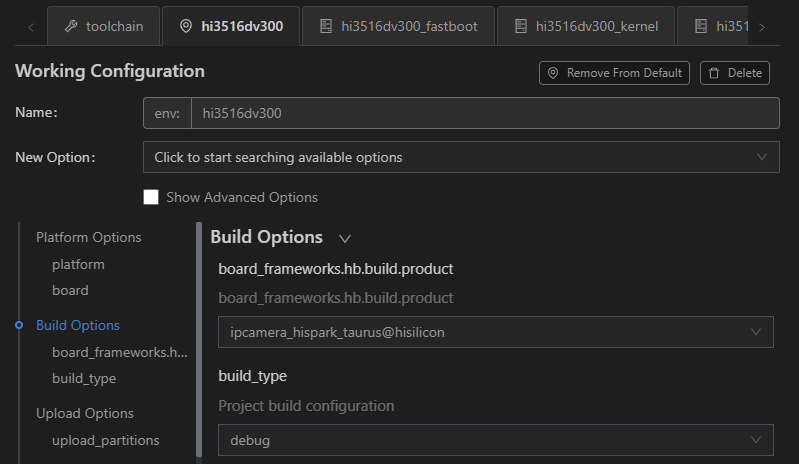 toolchain
hi3516dv300
hi3516dv300_fastboot
hi3516dv300_kernel
hi351
Working Configuration
Remove From Default
Delete
Name:
env:
hi3516dv300
New Option:
Click to start searching available options
Show Advanced Options
Platform Options
platform
board
Build Options
board_frameworks.h...
build_type
Upload Options
upload_partitions
Build Options
board_frameworks.hb.build.product
board_frameworks.hb.build.product
ipcamera_hispark_taurus@hisilicon
build_type
Project build configuration
debug